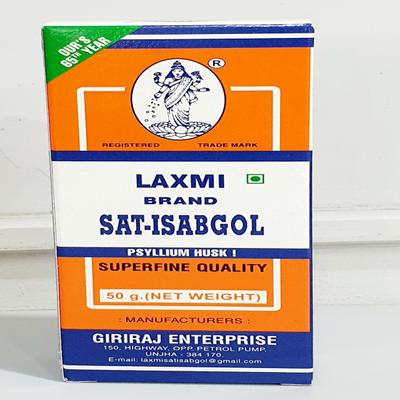 OUR'S
65TH YEAR
®
REGISTERED TRADE MARK
LAXMI
BRAND
SAT-ISABGOL
PSYLLIUM HUSK !
SUPERFINE QUALITY
50 g.(NET WEIGHT)
: MANUFACTURERS :
GIRIRAJ ENTERPRISE
150, HIGHWAY, OPP. PETROL PUMP,
UNJHA - 384 170.
E-mail: laxmisatisabgol@gmail.com